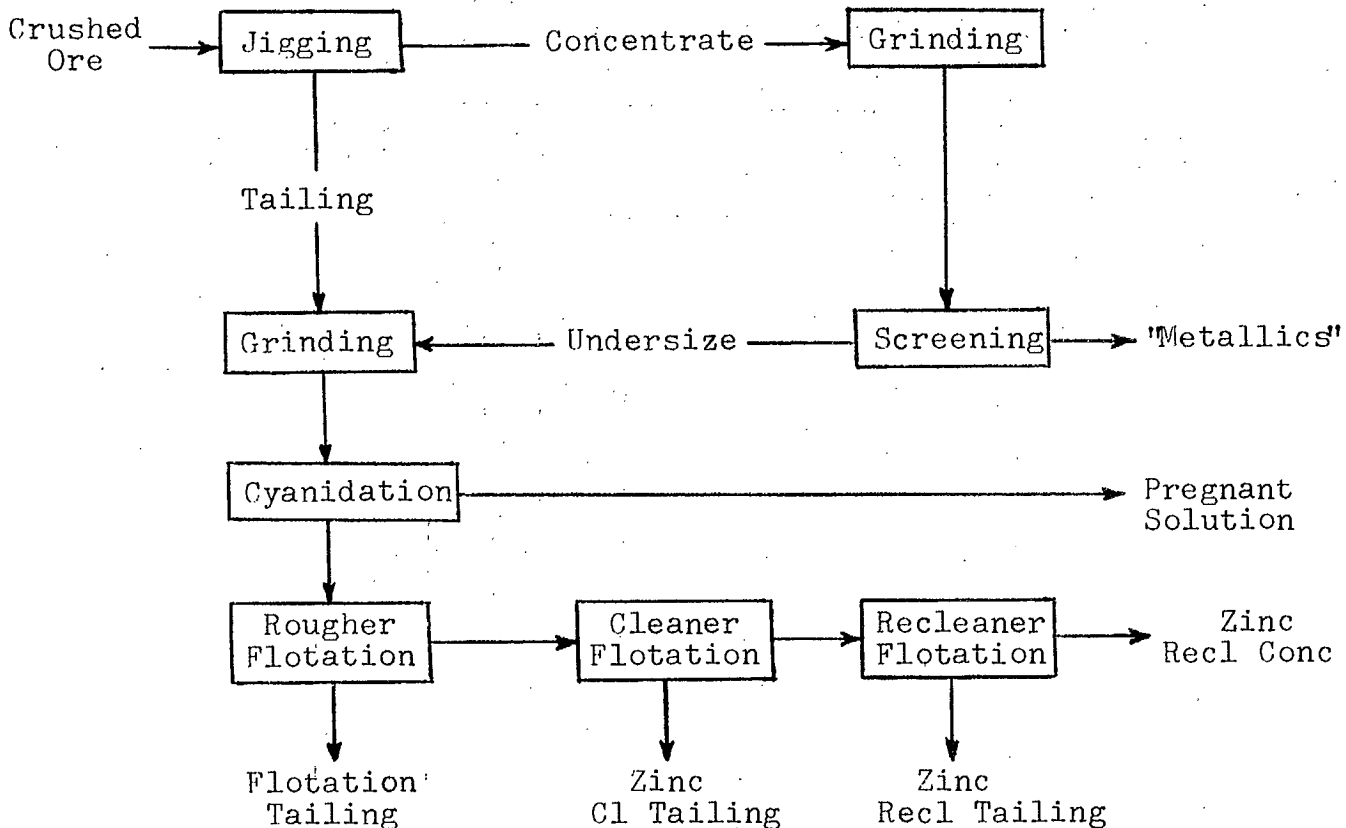 Crushed
Ore
Jigging
Concentrate
Grinding
Tailing
Grinding
Undersize
Screening
"Metallics"
Cyanidation
Pregnant
Solution
Rougher
Flotation
Cleaner
Flotation
Recleaner
Flotation
Zinc
Recl Conc
Flotation
Tailing
Zinc
Cl Tailing
Zinc
Recl Tailing